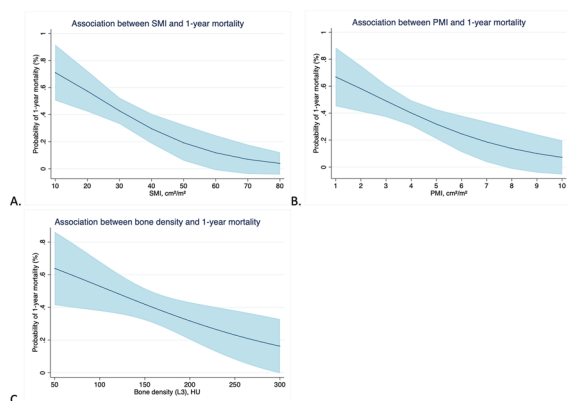 Association between SMI and 1-year mortality
Probability of 1-year mortality (%)
1
.8
.6
.4
.2
0
10 20 30 40 50 60 70 80
SMI, cm²/m²
A.
Association between PMI and 1-year mortality
Probability of 1-year mortality (%)
1
.8
.6
.4
.2
0
1 2 3 4 5 6 7 8 9 10
PMI, cm²/m²
B.
Association between bone density and 1-year mortality
Probability of 1-year mortality (%)
.8
.6
.4
.2
0
50 100 150 200 250 300
Bone density (L3), HU
C.